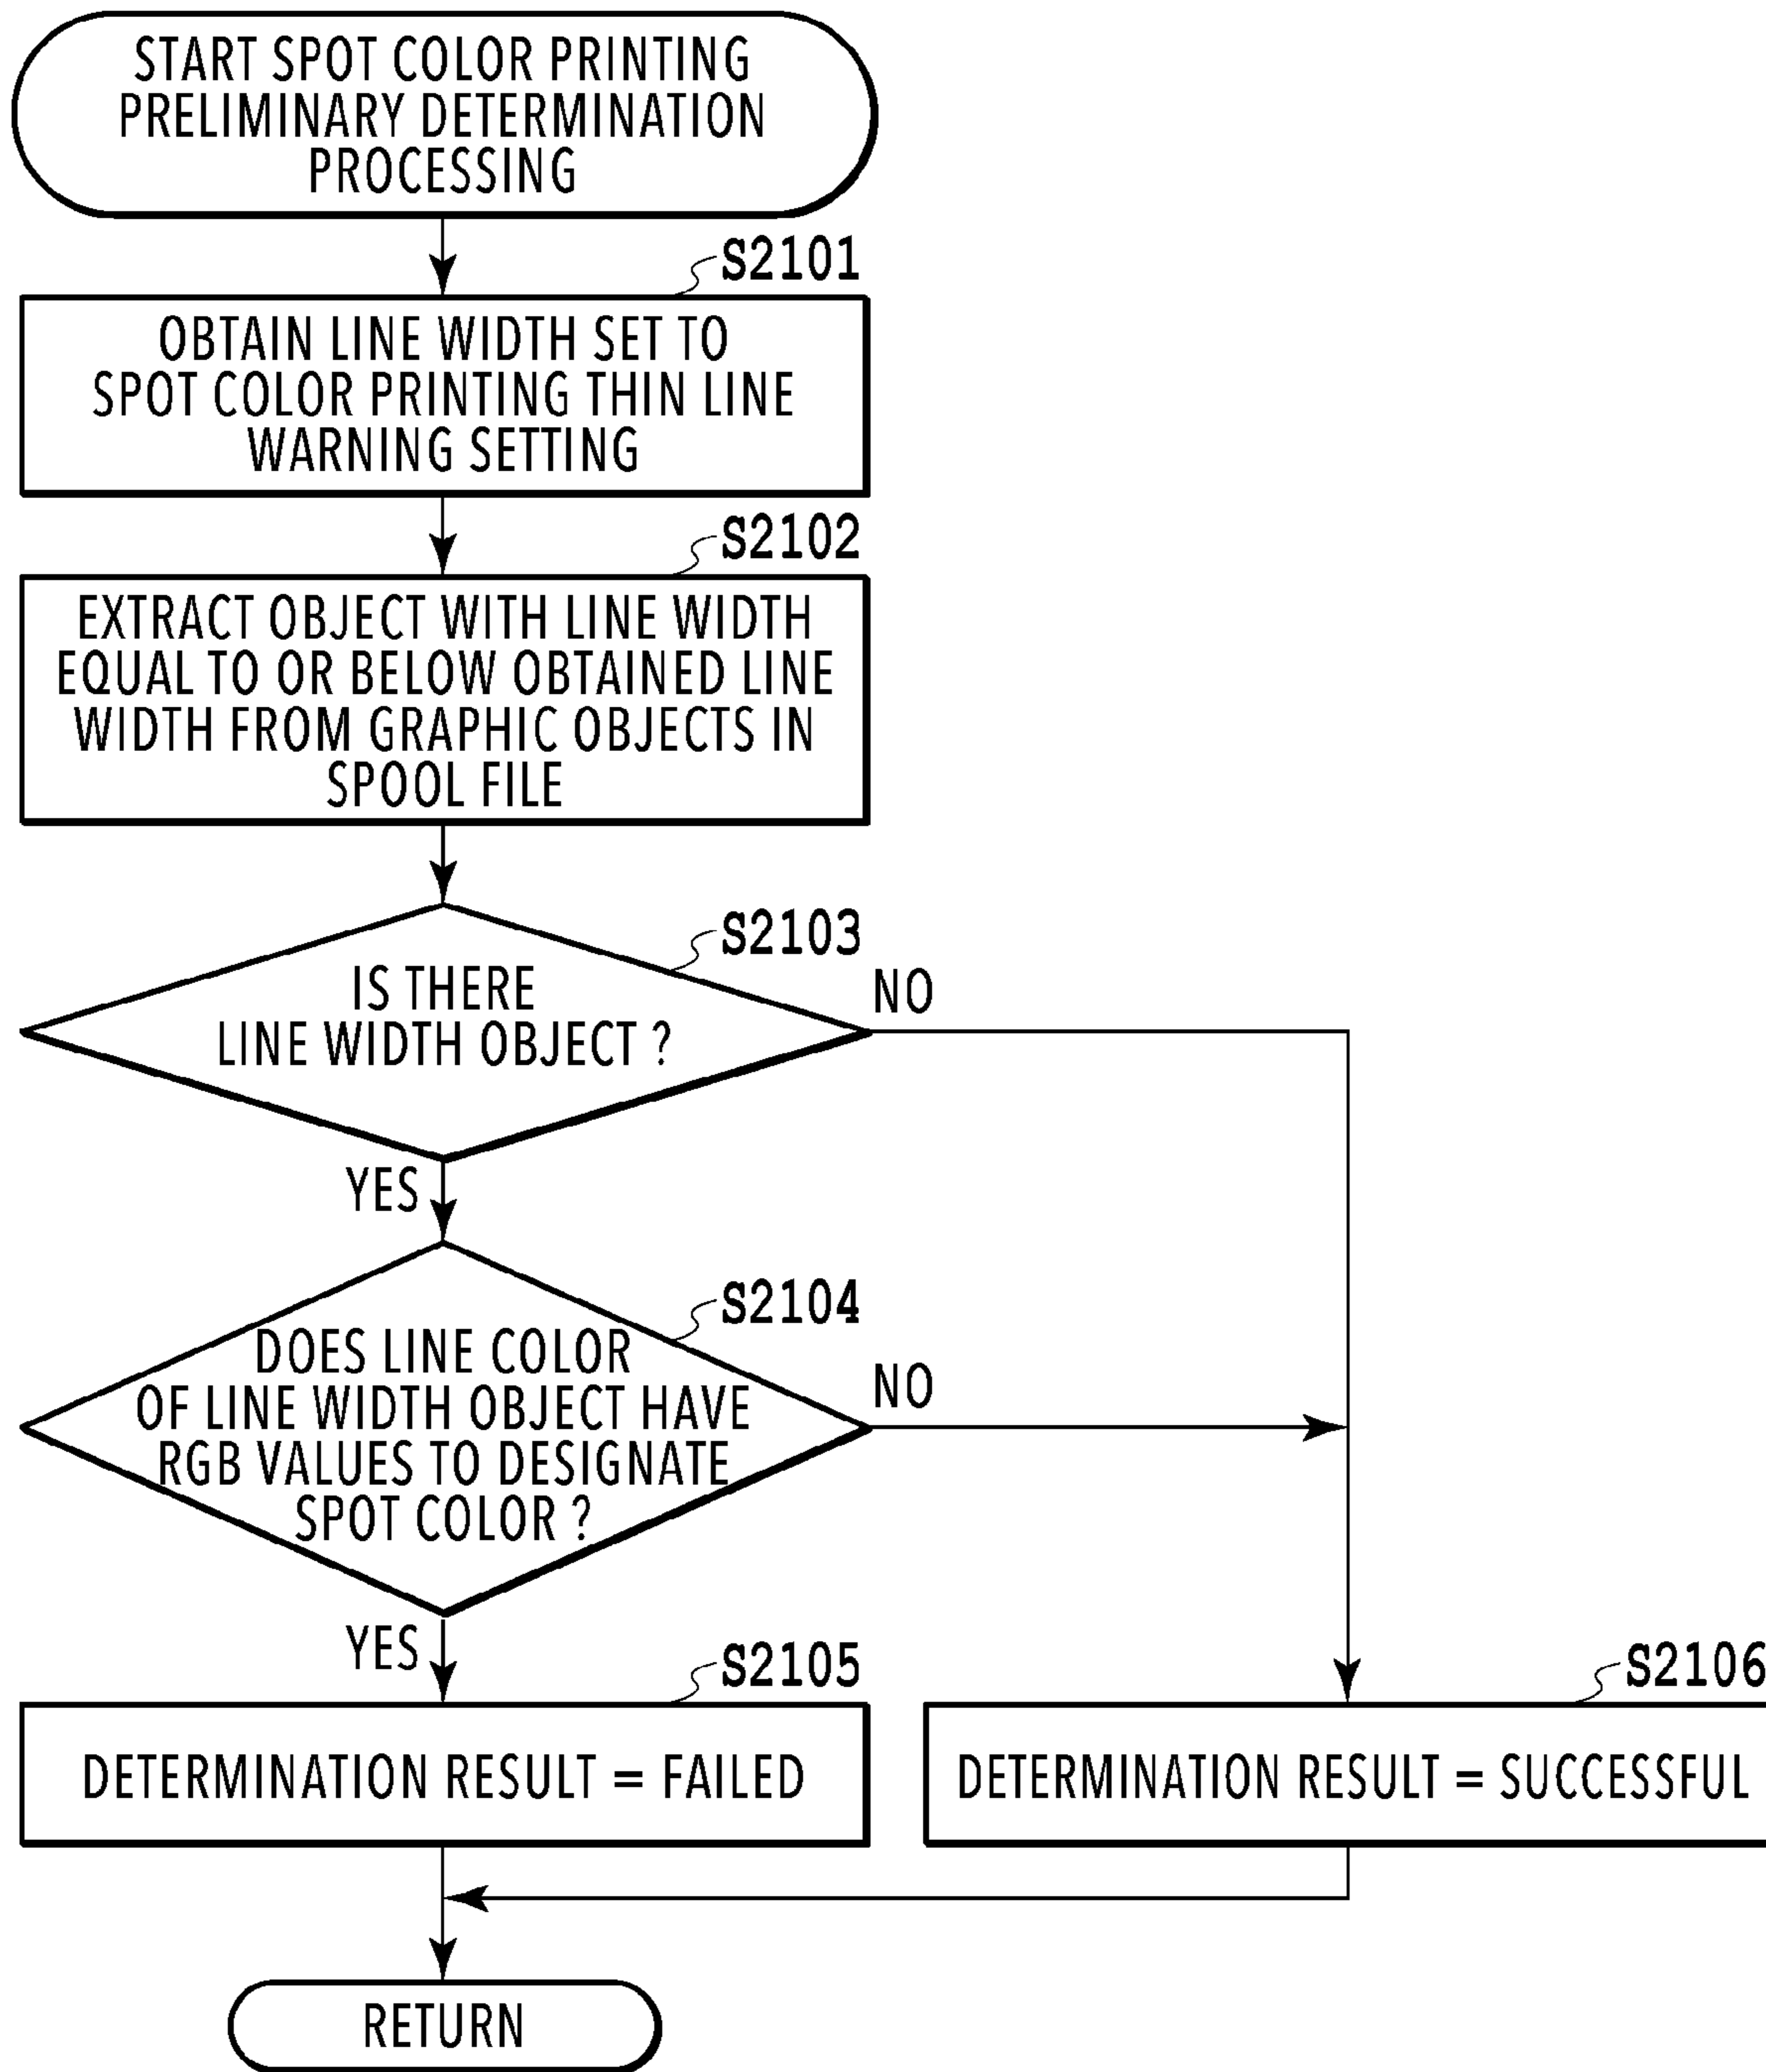 START SPOT COLOR PRINTING
PRELIMINARY DETERMINATION
PROCESSING
S2101
OBTAIN LINE WIDTH SET TO
SPOT COLOR PRINTING THIN LINE
WARNING SETTING
S2102
EXTRACT OBJECT WITH LINE WIDTH
EQUAL TO OR BELOW OBTAINED LINE
WIDTH FROM GRAPHIC OBJECTS IN
SPOOL FILE
S2103
IS THERE
LINE WIDTH OBJECT ?
NO
YES
S2104
DOES LINE COLOR
OF LINE WIDTH OBJECT HAVE
RGB VALUES TO DESIGNATE
SPOT COLOR ?
NO
YES
S2105
DETERMINATION RESULT = FAILED
S2106
DETERMINATION RESULT = SUCCESSFUL
RETURN